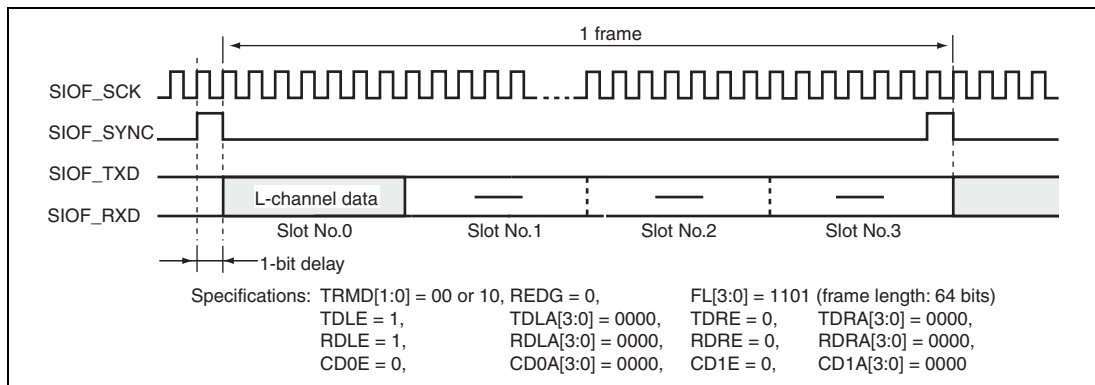 1 frame
SIOF_SCK
SIOF_SYNC
SIOF_TXD
L-channel data
SIOF_RXD
Slot No.0 Slot No.1 Slot No.2 Slot No.3
1-bit delay
Specifications: TRMD[1:0] = 00 or 10, REDG = 0, FL[3:0] = 1101 (frame length: 64 bits)
TDLE = 1, TDLA[3:0] = 0000, TDRE = 0, TDRA[3:0] = 0000,
RDLE = 1, RDLA[3:0] = 0000, RDRE = 0, RDRA[3:0] = 0000,
CD0E = 0, CD0A[3:0] = 0000, CD1E = 0, CD1A[3:0] = 0000